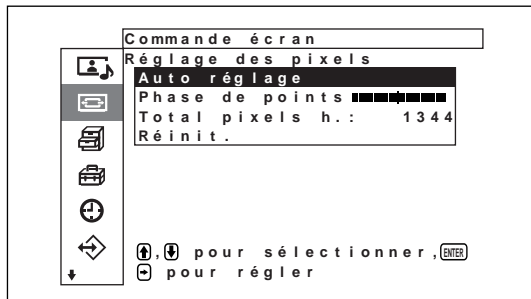 Commande écran
Réglage des pixels
Auto réglage
Phase de points
Total pixels h.: 1344
Réinit.
, pour sélectionner, ENTER
pour régler